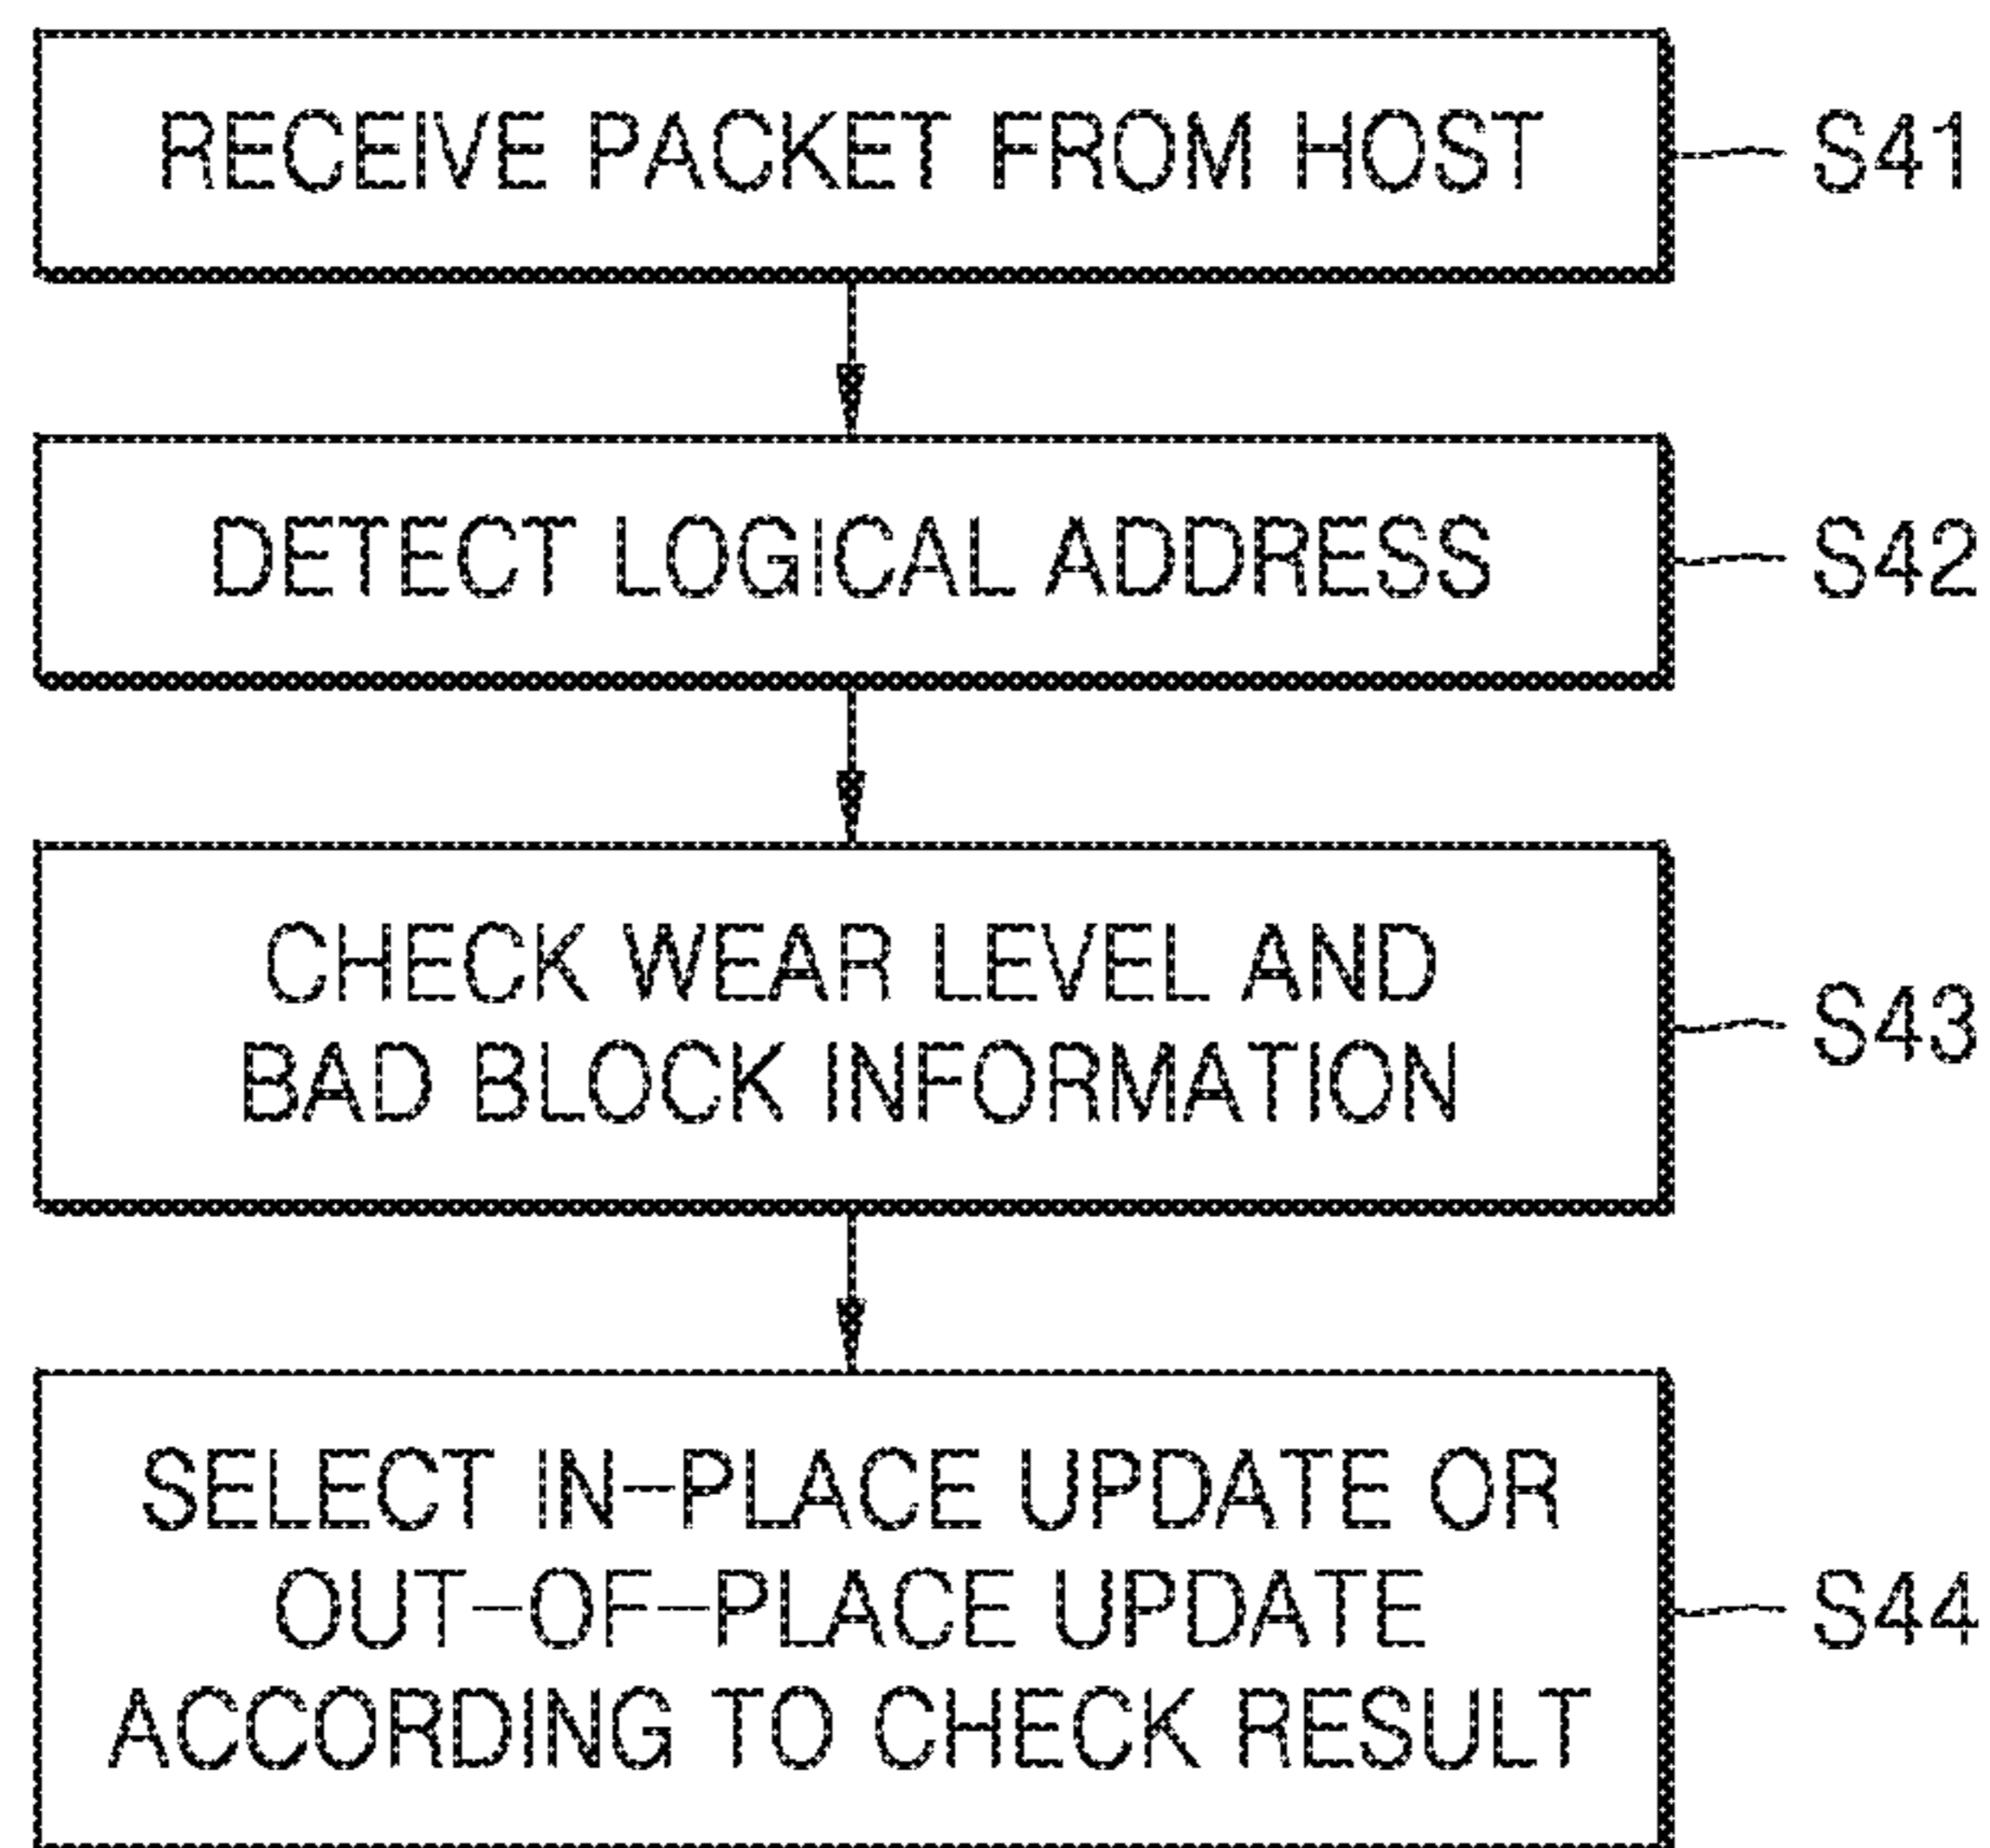 RECEIVE PACKET FROM HOST
S41
DETECT LOGICAL ADDRESS
S42
CHECK WEAR LEVEL AND
BAD BLOCK INFORMATION
S43
SELECT IN-PLACE UPDATE OR
OUT-OF-PLACE UPDATE
ACCORDING TO CHECK RESULT
S44